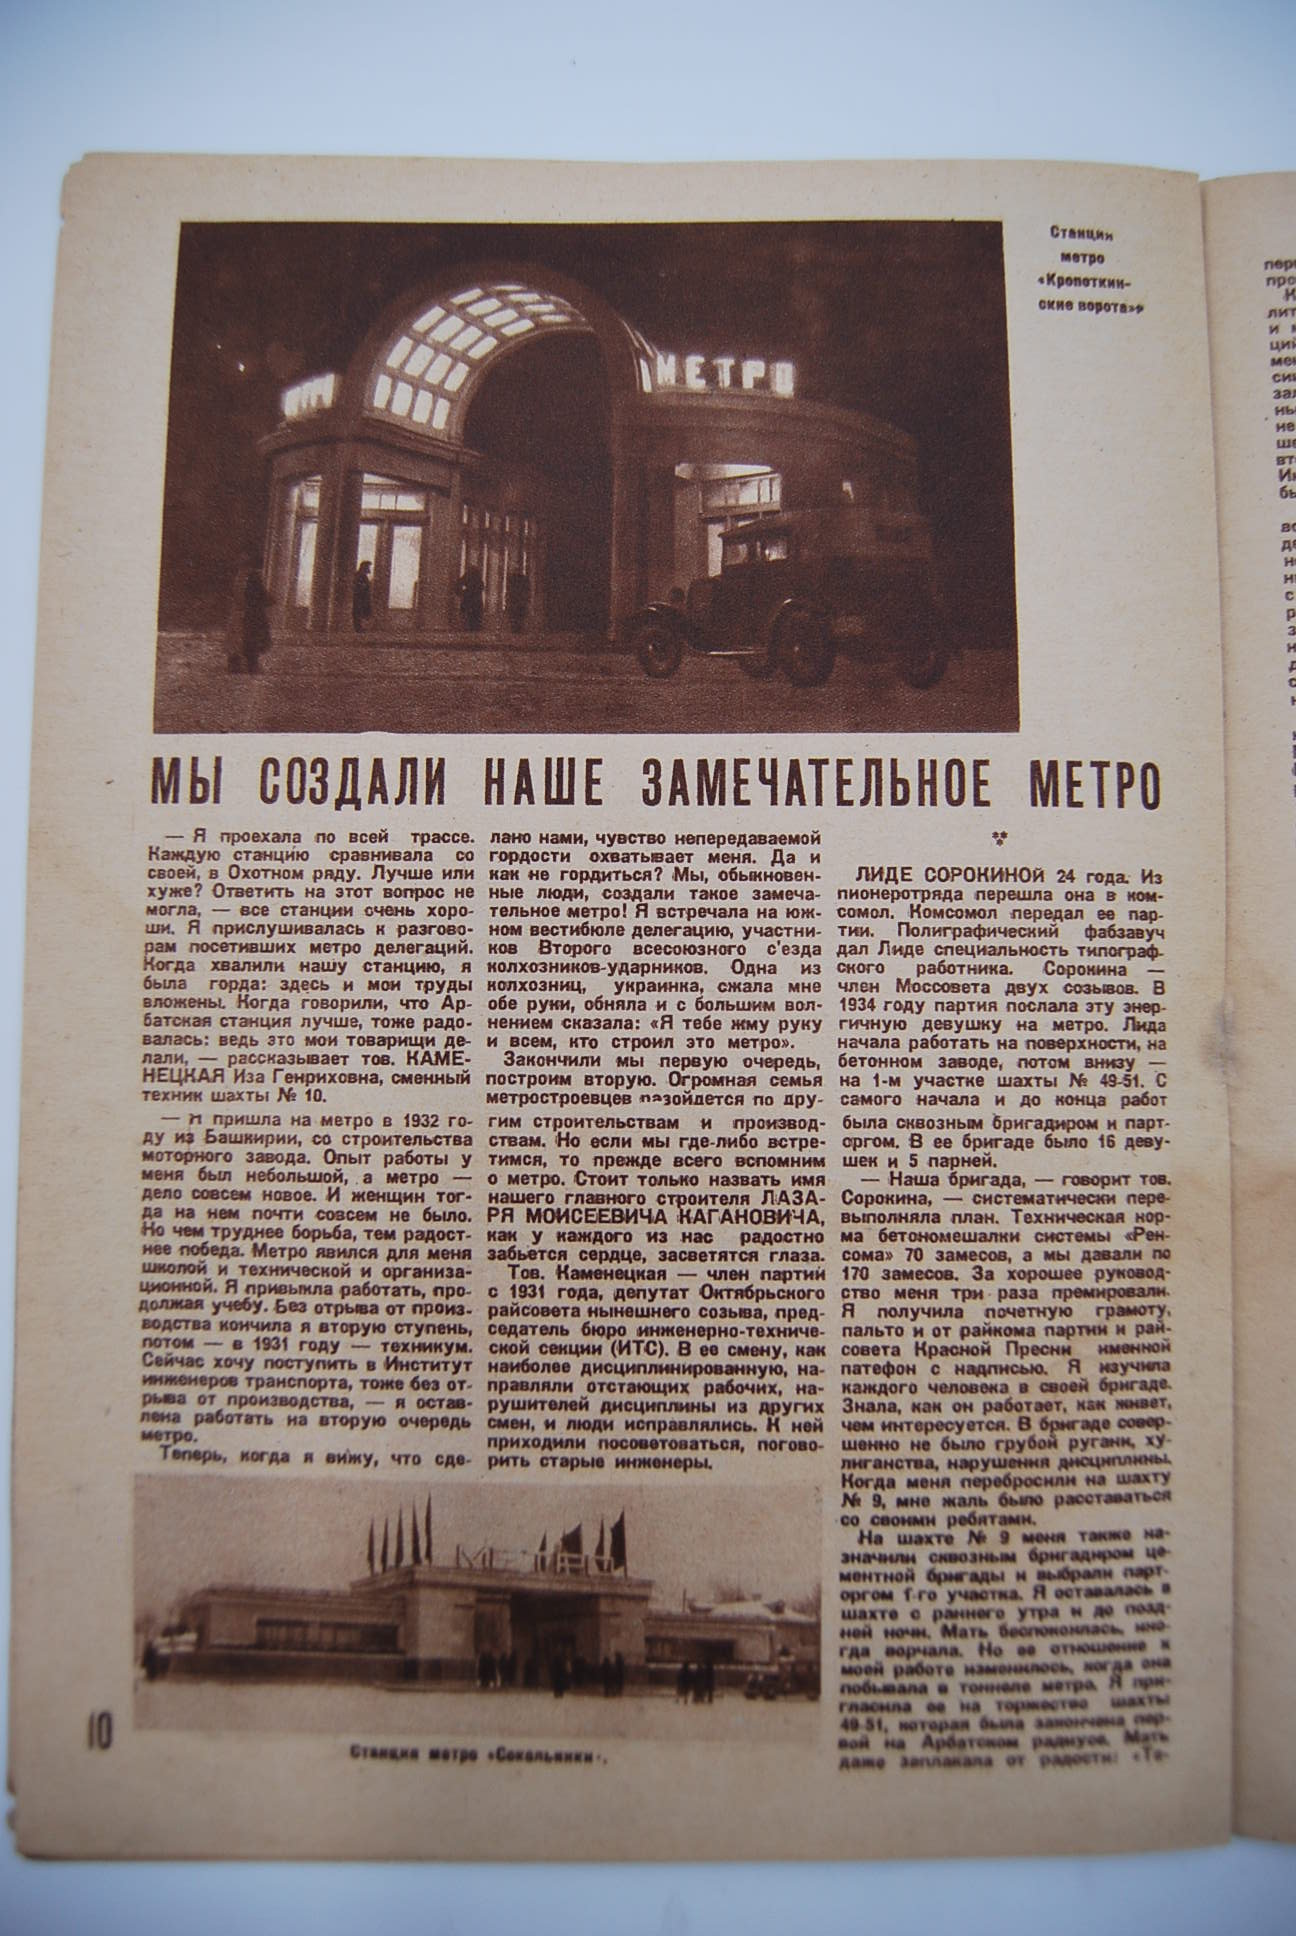 Станция
метро
«Кропоткин-
ские ворота»
МЕТРО
МЫ СОЗДАЛИ НАШЕ ЗАМЕЧАТЕЛЬНОЕ МЕТРО
— Я проехала по всей трассе.
Каждую станцию сравнивала со
своей, в Охотном ряду. Лучше или
хуже? Ответить на этот вопрос не
могла, — все станции очень хоро-
ши. Я прислушивалась к разгово-
рам посетивших метро делегаций.
Когда хвалили нашу станцию, я
была горда: здесь и мои труды
вложены. Когда говорили, что Ар-
батская станция лучше, тоже радо-
валась: ведь это мои товарищи де-
лали, — рассказывает тов. КАМЕ-
НЕЦКАЯ Иза Генриховна, сменный
техник шахты № 10.
— Я пришла на метро в 1932 го-
ду из Башкирии, со строительства
моторного завода. Опыт работы у
меня был небольшой, а метро —
дело совсем новое. И женщин тог-
да на нем почти совсем не было.
Но чем труднее борьба, тем радост-
нее победа. Метро явился для меня
школой и технической и организа-
ционной. Я привыкла работать, про-
должая учебу. Без отрыва от произ-
водства кончила я вторую ступень,
потом — в 1931 году — техникум.
Сейчас хочу поступить в Институт
инженеров транспорта, тоже без от-
рыва от производства, — я остав-
лена работать на вторую очередь
метро.
Теперь, когда я вижу, что сде-
лано нами, чувство непередаваемой
гордости охватывает меня. Да и
как не гордиться? Мы, обыкновен-
ные люди, создали такое замеча-
тельное метро! Я встречала на юж-
ном вестибюле делегацию, участни-
ков Второго всесоюзного с'езда
колхозников-ударников. Одна из
колхозниц, украинка, сжала мне
обе руки, обняла и с большим вол-
нением сказала: «Я тебе жму руку
и всем, кто строил это метро».
Закончили мы первую очередь,
построим вторую. Огромная семья
метростроевцев разойдется по дру-
гим строительствам и производ-
ствам. Но если мы где-либо встре-
тимся, то прежде всего вспомним
о метро. Стоит только назвать имя
нашего главного строителя ЛАЗА-
РЯ МОИСЕЕВИЧА КАГАНОВИЧА,
как у каждого из нас радостно
забьется сердце, засветятся глаза.
Тов. Каменецкая — член партии
с 1931 года, депутат Октябрьского
райсовета нынешнего созыва, пред-
седатель бюро инженерно-техниче-
ской секции (ИТС). В ее смену, как
наиболее дисциплинированную, на-
правляли отстающих рабочих, на-
рушителей дисциплины из других
смен, и люди исправлялись. К ней
приходили посоветоваться, погово-
рить старые инженеры.
***
ЛИДЕ СОРОКИНОЙ 24 года. Из
пионеротряда перешла она в ком-
сомол. Комсомол передал ее пар-
тии. Полиграфический фабзавуч
дал Лиде специальность типограф-
ского работника. Сорокина —
член Моссовета двух созывов. В
1934 году партия послала эту энер-
гичную девушку на метро. Лида
начала работать на поверхности, на
бетонном заводе, потом внизу —
на 1-м участке шахты № 49-51. С
самого начала и до конца работ
была сквозным бригадиром и парт-
оргом. В ее бригаде было 16 деву-
шек и 5 парней.
— Наша бригада, — говорит тов.
Сорокина, — систематически пере-
выполняла план. Техническая нор-
ма бетономешалки системы «Рен-
сома» 70 замесов, а мы давали по
170 замесов. За хорошее руковод-
ство меня три раза премировали.
Я получила почетную грамоту,
пальто и от райкома партии и рай-
совета Красной Пресни именной
патефон с надписью. Я изучила
каждого человека в своей бригаде.
Знала, как он работает, как живет,
чем интересуется. В бригаде совер-
шенно не было грубой ругани, ху-
лиганства, нарушения дисциплины.
Когда меня перебросили на шахту
№ 9, мне жаль было расставаться
со своими ребятами.
На шахте № 9 меня также на-
значили сквозным бригадиром це-
ментной бригады и выбрали парт-
оргом 1-го участка. Я оставалась в
шахте с раннего утра и до позд-
ней ночи. Мать беспокоилась, ино-
гда ворчала. Но ее отношение к
моей работе изменилось, когда она
побывала в тоннеле метро. Я при-
гласила ее на торжество шахты
49-51, которая была закончена пер-
вой на Арбатском радиусе. Мать
даже заплакала от радости: «Те-
Станция метро «Сокольники».
10